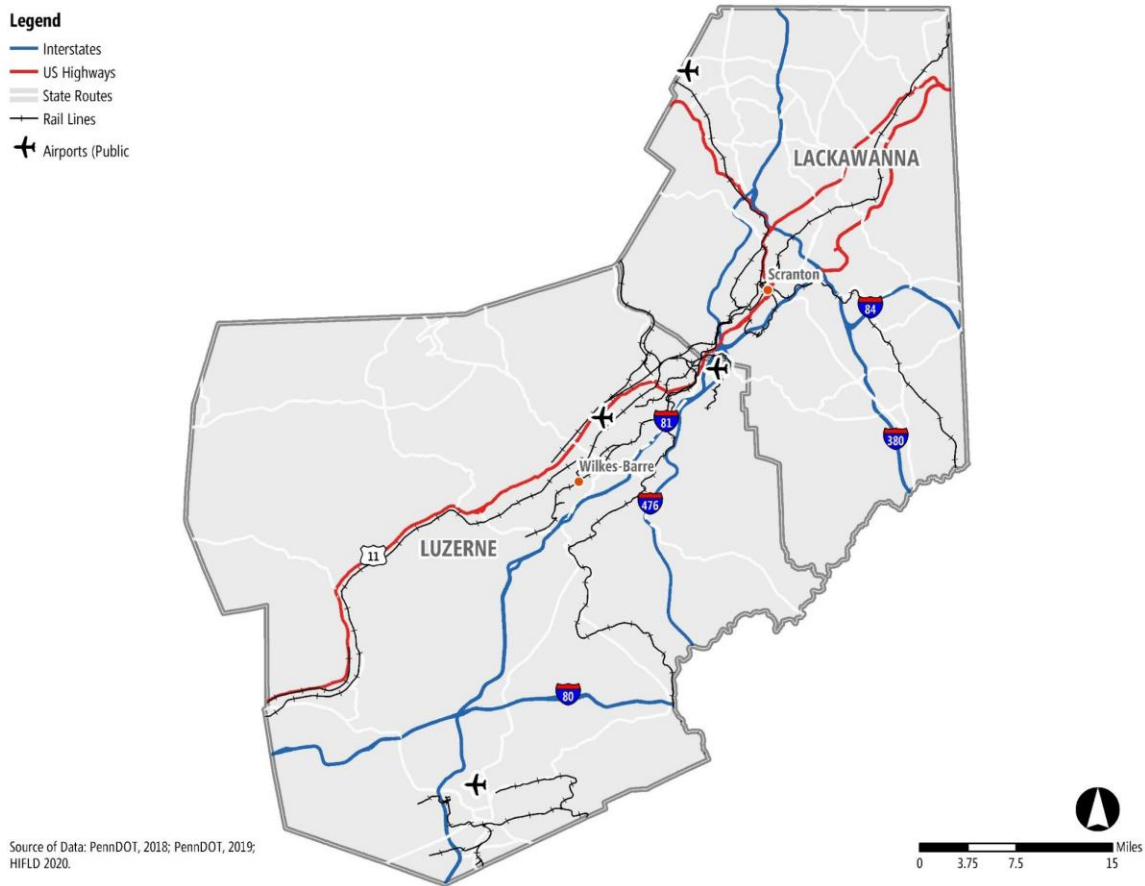 Legend
Interstates
US Highways
State Routes
Rail Lines
Airports (Public
LACKAWANNA
Scranton
84
81
380
Wilkes-Barre
476
11
LUZERNE
80
Source of Data: PennDOT, 2018; PennDOT, 2019;
HIFLD 2020.
Miles
0 3.75 7.5 15